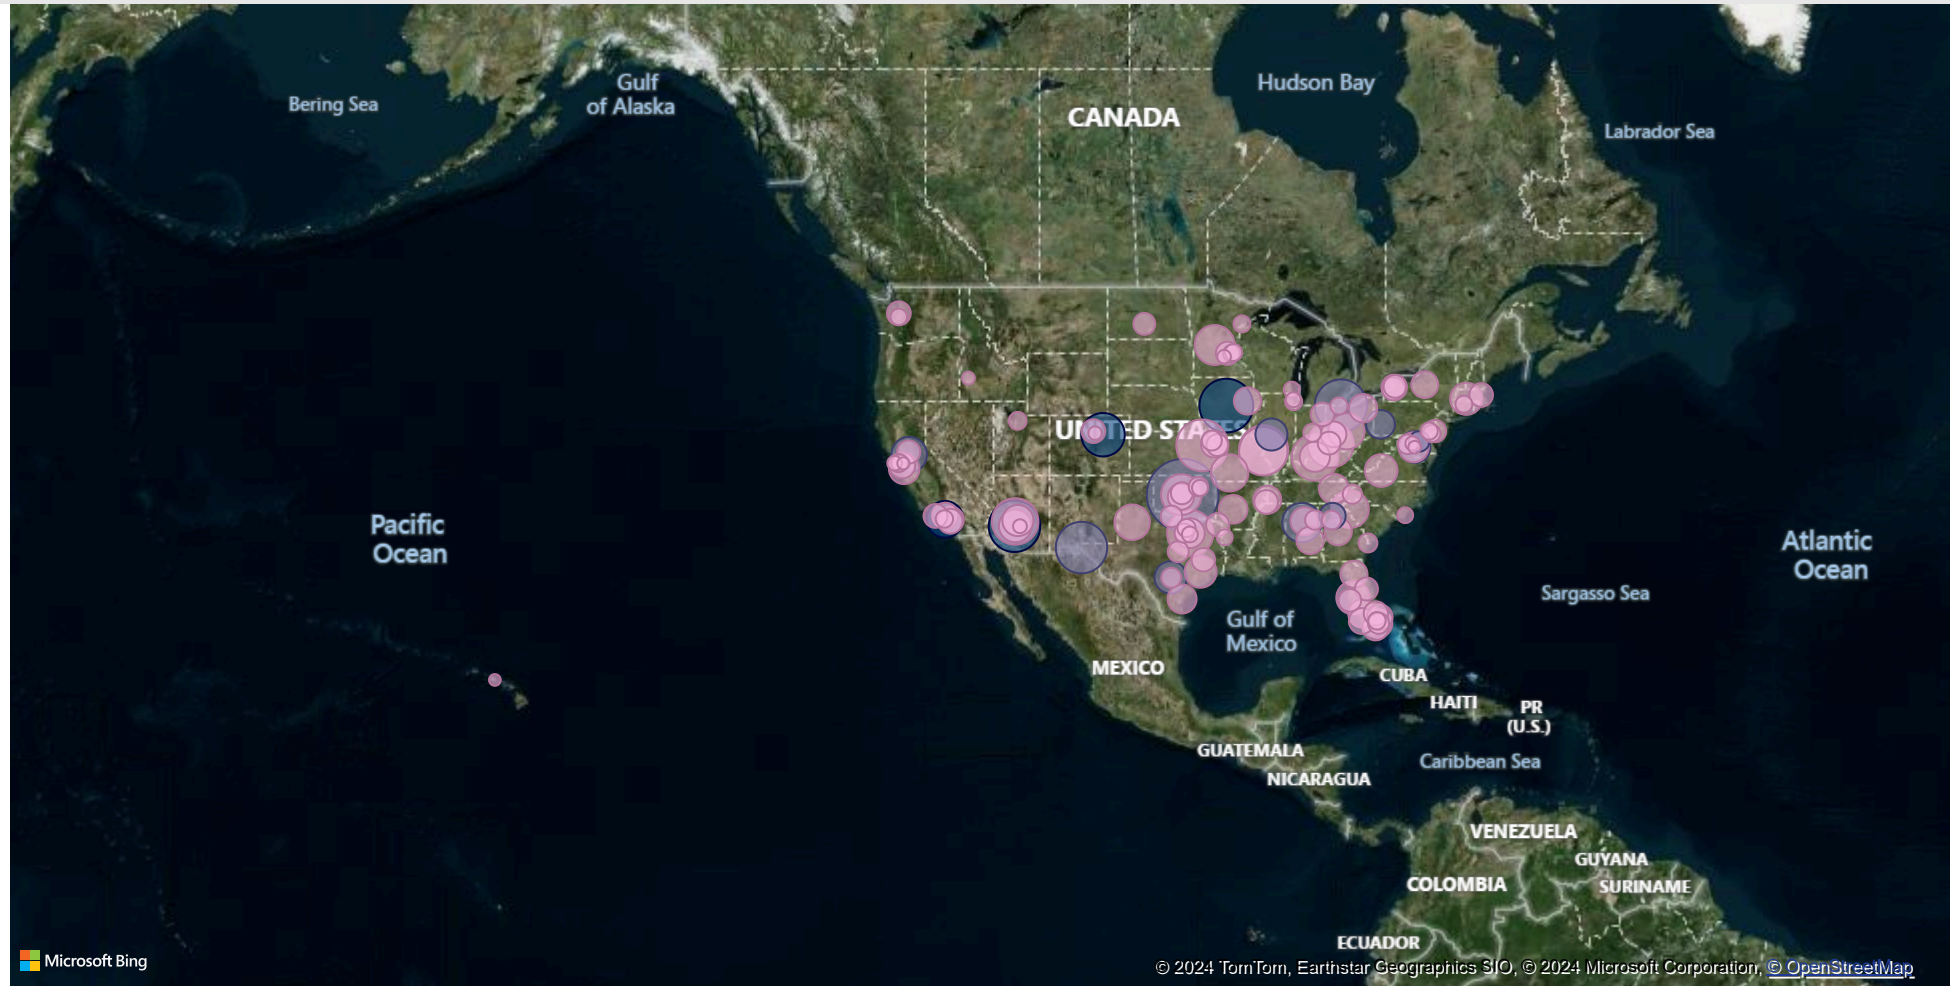 Gulf
of Alaska
Hudson Bay
Bering Sea
CANADA
Labrador Sea
UNITED STATES
Pacific
Ocean
Atlantic
Ocean
Sargasso Sea
Gulf of
Mexico
MEXICO
CUBA
HAITI
PR
(U.S.)
GUATEMALA
Caribbean Sea
NICARAGUA
VENEZUELA
GUYANA
COLOMBIA
SURINAME
ECUADOR
Microsoft Bing
© 2024 TomTom, Earthstar Geographics SIO, © 2024 Microsoft Corporation, © OpenStreetMap